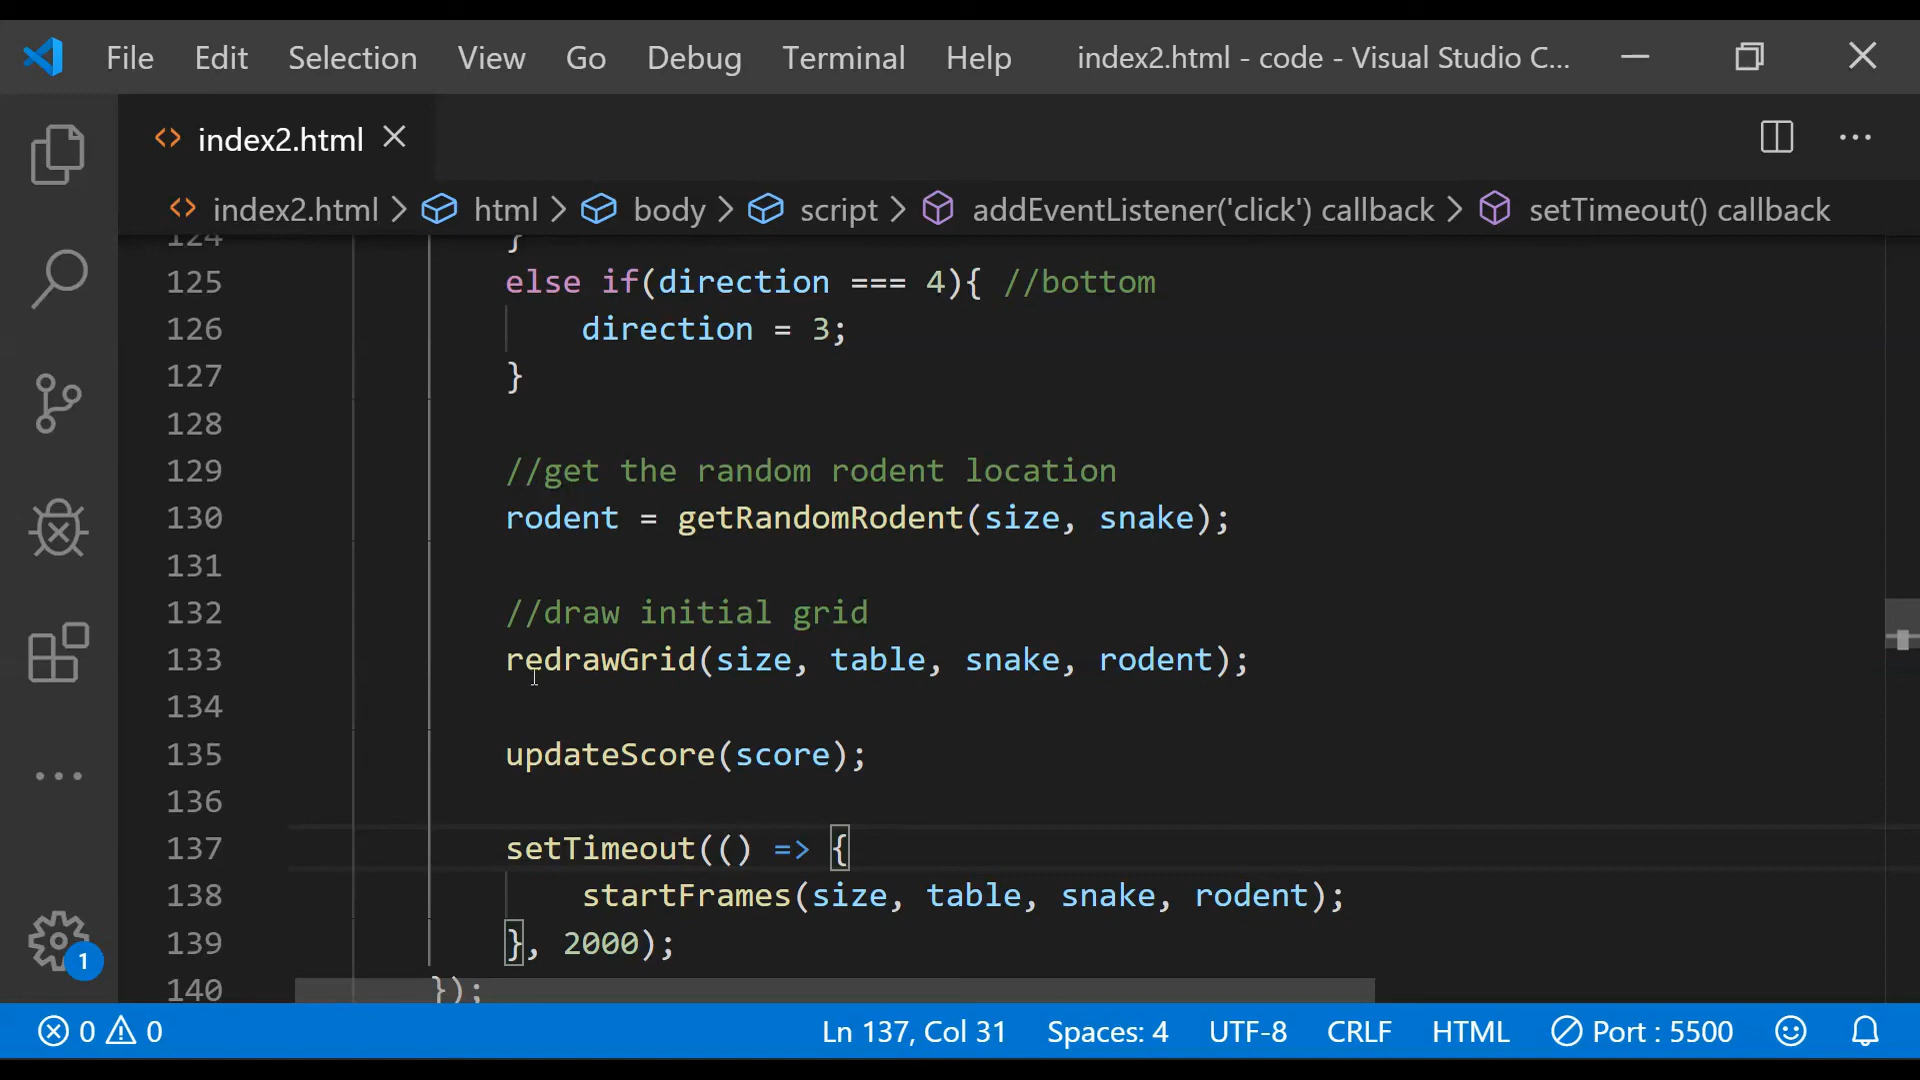 File Edit Selection View Go Debug Terminal Help index2.html - code - Visual Studio C...
index2.html
index2.html > html > body > script > addEventListener('click') callback > setTimeout() callback
124 }
125 else if(direction === 4){ //bottom
126 direction = 3;
127 }
128
129 //get the random rodent location
130 rodent = getRandomRodent(size, snake);
131
132 //draw initial grid
133 redrawGrid(size, table, snake, rodent);
134
135 updateScore(score);
136
137 setTimeout(() => {
138 startFrames(size, table, snake, rodent);
139 }, 2000);
140 });
1
0 0 Ln 137, Col 31 Spaces: 4 UTF-8 CRLF HTML Port : 5500